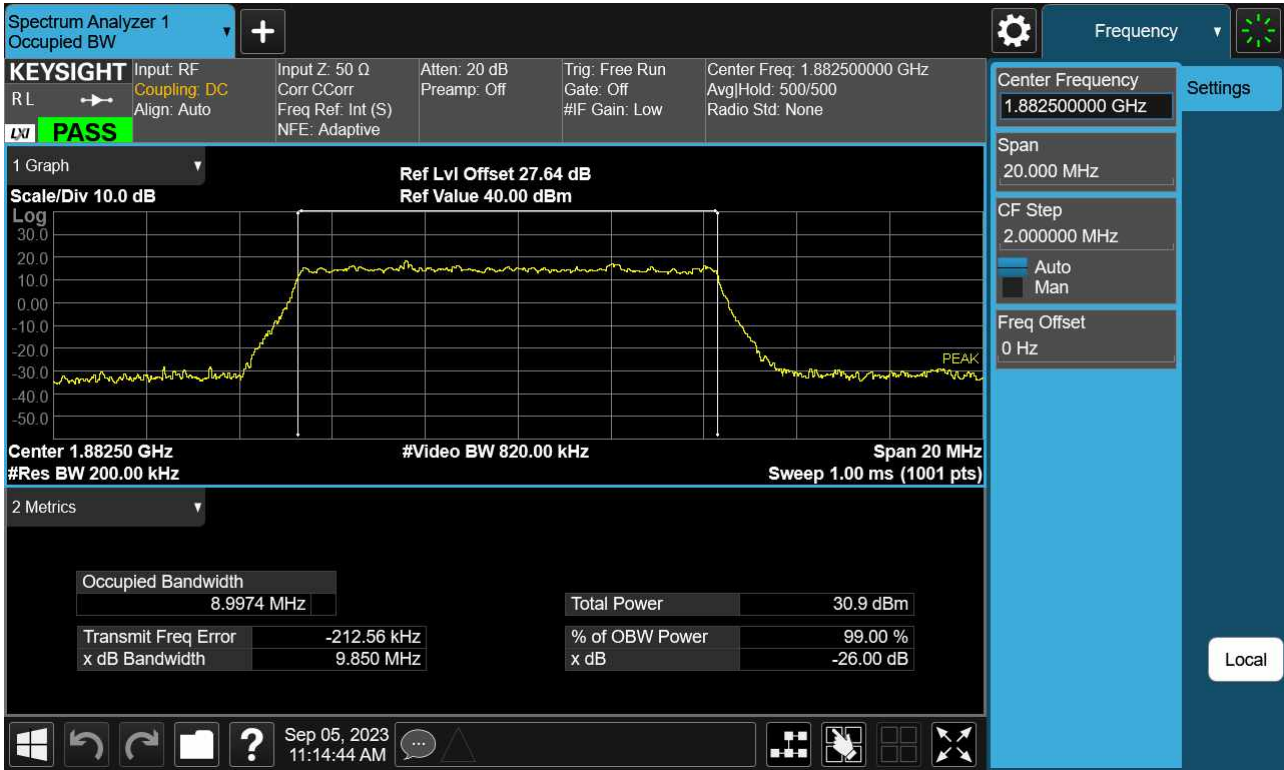 Spectrum Analyzer 1
Occupied BW
Frequency
KEYSIGHT
R L
LXI
PASS
Input: RF
Coupling: DC
Align: Auto
Input Z: 50 Ω
Corr CCorr
Freq Ref: Int (S)
NFE: Adaptive
Atten: 20 dB
Preamp: Off
Trig: Free Run
Gate: Off
#IF Gain: Low
Center Freq: 1.882500000 GHz
Avg|Hold: 500/500
Radio Std: None
Center Frequency
1.882500000 GHz
Settings
Span
20.000 MHz
CF Step
2.000000 MHz
Auto
Man
Freq Offset
0 Hz
1 Graph
Scale/Div 10.0 dB
Ref Lvl Offset 27.64 dB
Ref Value 40.00 dBm
Log
30.0
20.0
10.0
0.00
-10.0
-20.0
-30.0
-40.0
-50.0
PEAK
Center 1.88250 GHz
#Video BW 820.00 kHz
Span 20 MHz
#Res BW 200.00 kHz
Sweep 1.00 ms (1001 pts)
2 Metrics
Occupied Bandwidth
8.9974 MHz
Total Power 30.9 dBm
Transmit Freq Error -212.56 kHz
% of OBW Power 99.00 %
x dB Bandwidth 9.850 MHz
x dB -26.00 dB
Local
?
Sep 05, 2023
11:14:44 AM